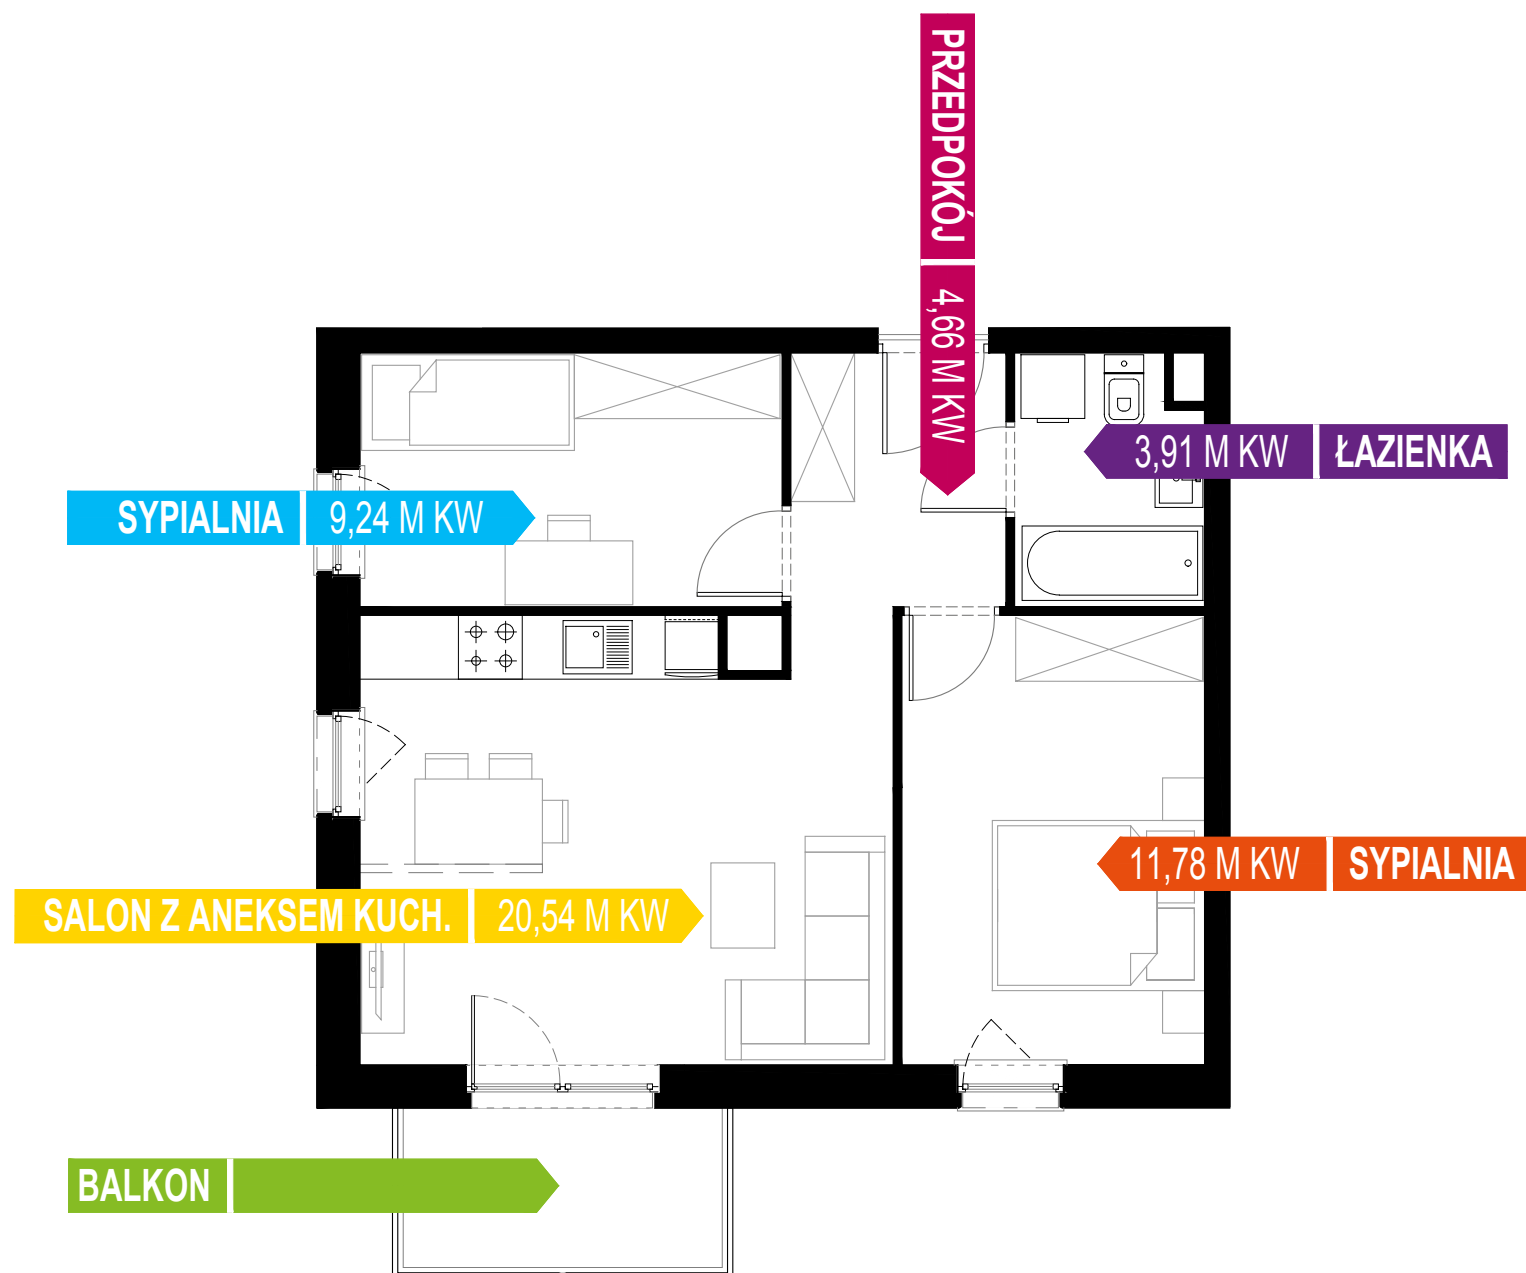 PRZEDPOKÓJ 4,66 M KW
3,91 M KW ŁAZIENKA
SYPIALNIA 9,24 M KW
11,78 M KW SYPIALNIA
SALON Z ANEKSEM KUCH. 20,54 M KW
BALKON